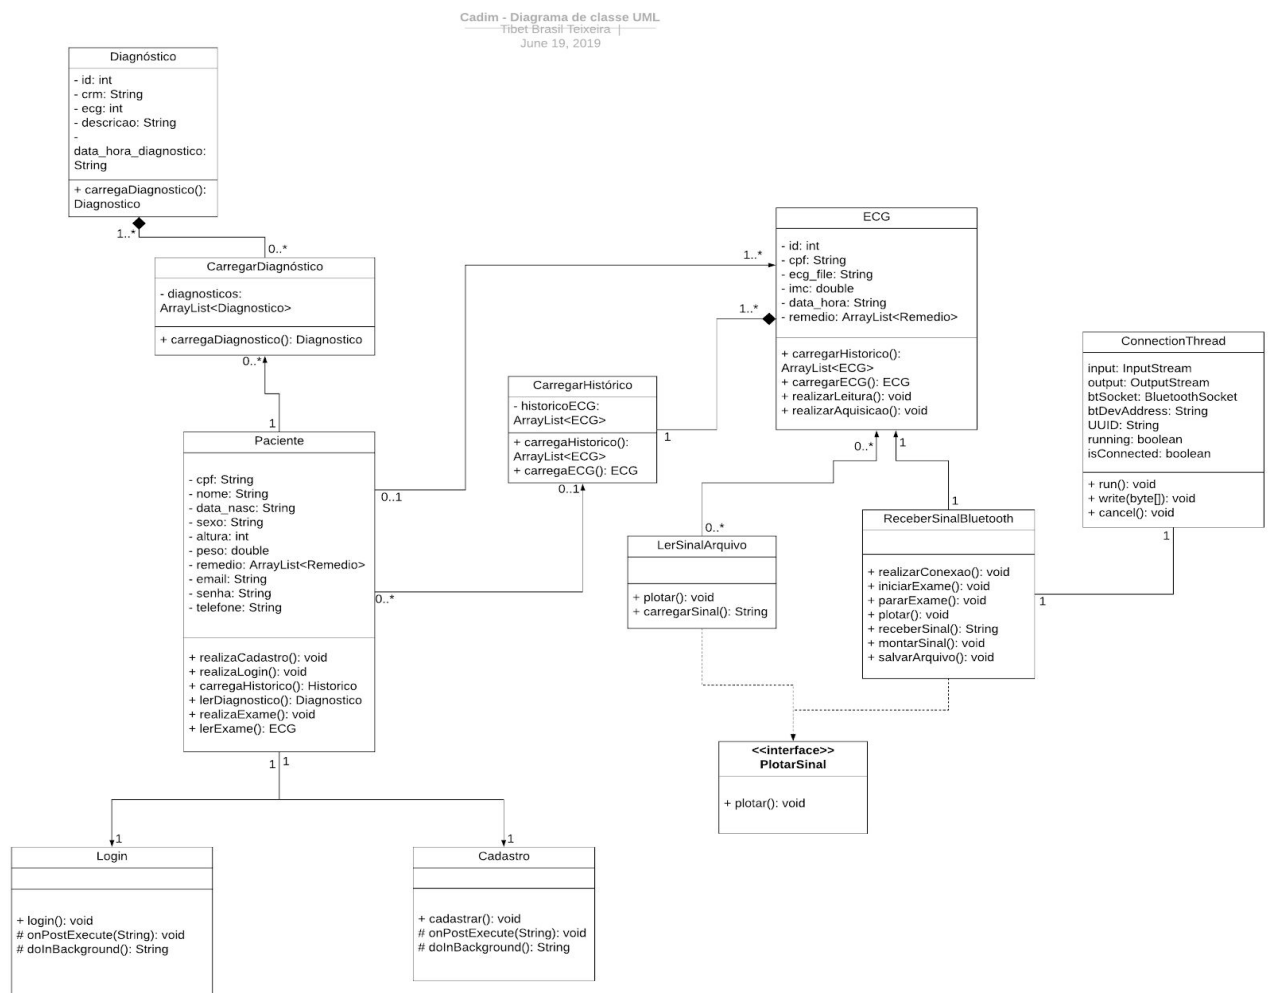 Cadim - Diagrama de classe UML
Tibet Brasil Teixeira |
June 19, 2019
Diagnóstico
- id: int
- crm: String
- ecg: int
- descricao: String
-
data_hora_diagnostico:
String
+ carregaDiagnostico():
Diagnostico
1..*
0..*
CarregarDiagnóstico
- diagnosticos:
ArrayList<Diagnostico>
+ carregaDiagnostico(): Diagnostico
0..*
1
Paciente
- cpf: String
- nome: String
- data_nasc: String
- sexo: String
- altura: int
- peso: double
- remedio: ArrayList<Remedio>
- email: String
- senha: String
- telefone: String
+ realizaCadastro(): void
+ realizaLogin(): void
+ carregaHistorico(): Historico
+ lerDiagnostico(): Diagnostico
+ realizaExame(): void
+ lerExame(): ECG
0..1
0..*
1
1
1
1
Login
+ login(): void
# onPostExecute(String): void
# doInBackground(): String
Cadastro
+ cadastrar(): void
# onPostExecute(String): void
# doInBackground(): String
CarregarHistórico
- historicoECG:
ArrayList<ECG>
+ carregaHistorico():
ArrayList<ECG>
+ carregaECG(): ECG
0..1
1
1..*
1..*
ECG
- id: int
- cpf: String
- ecg_file: String
- imc: double
- data_hora: String
- remedio: ArrayList<Remedio>
+ carregarHistorico():
ArrayList<ECG>
+ carregarECG(): ECG
+ realizarLeitura(): void
+ realizarAquisicao(): void
0..*
1
0..*
1
LerSinalArquivo
+ plotar(): void
+ carregarSinal(): String
ReceberSinalBluetooth
+ realizarConexao(): void
+ iniciarExame(): void
+ pararExame(): void
+ plotar(): void
+ receberSinal(): String
+ montarSinal(): void
+ salvarArquivo(): void
1
1
ConnectionThread
input: InputStream
output: OutputStream
btSocket: BluetoothSocket
btDevAddress: String
UUID: String
running: boolean
isConnected: boolean
+ run(): void
+ write(byte[]): void
+ cancel(): void
<<interface>>
PlotarSinal
+ plotar(): void